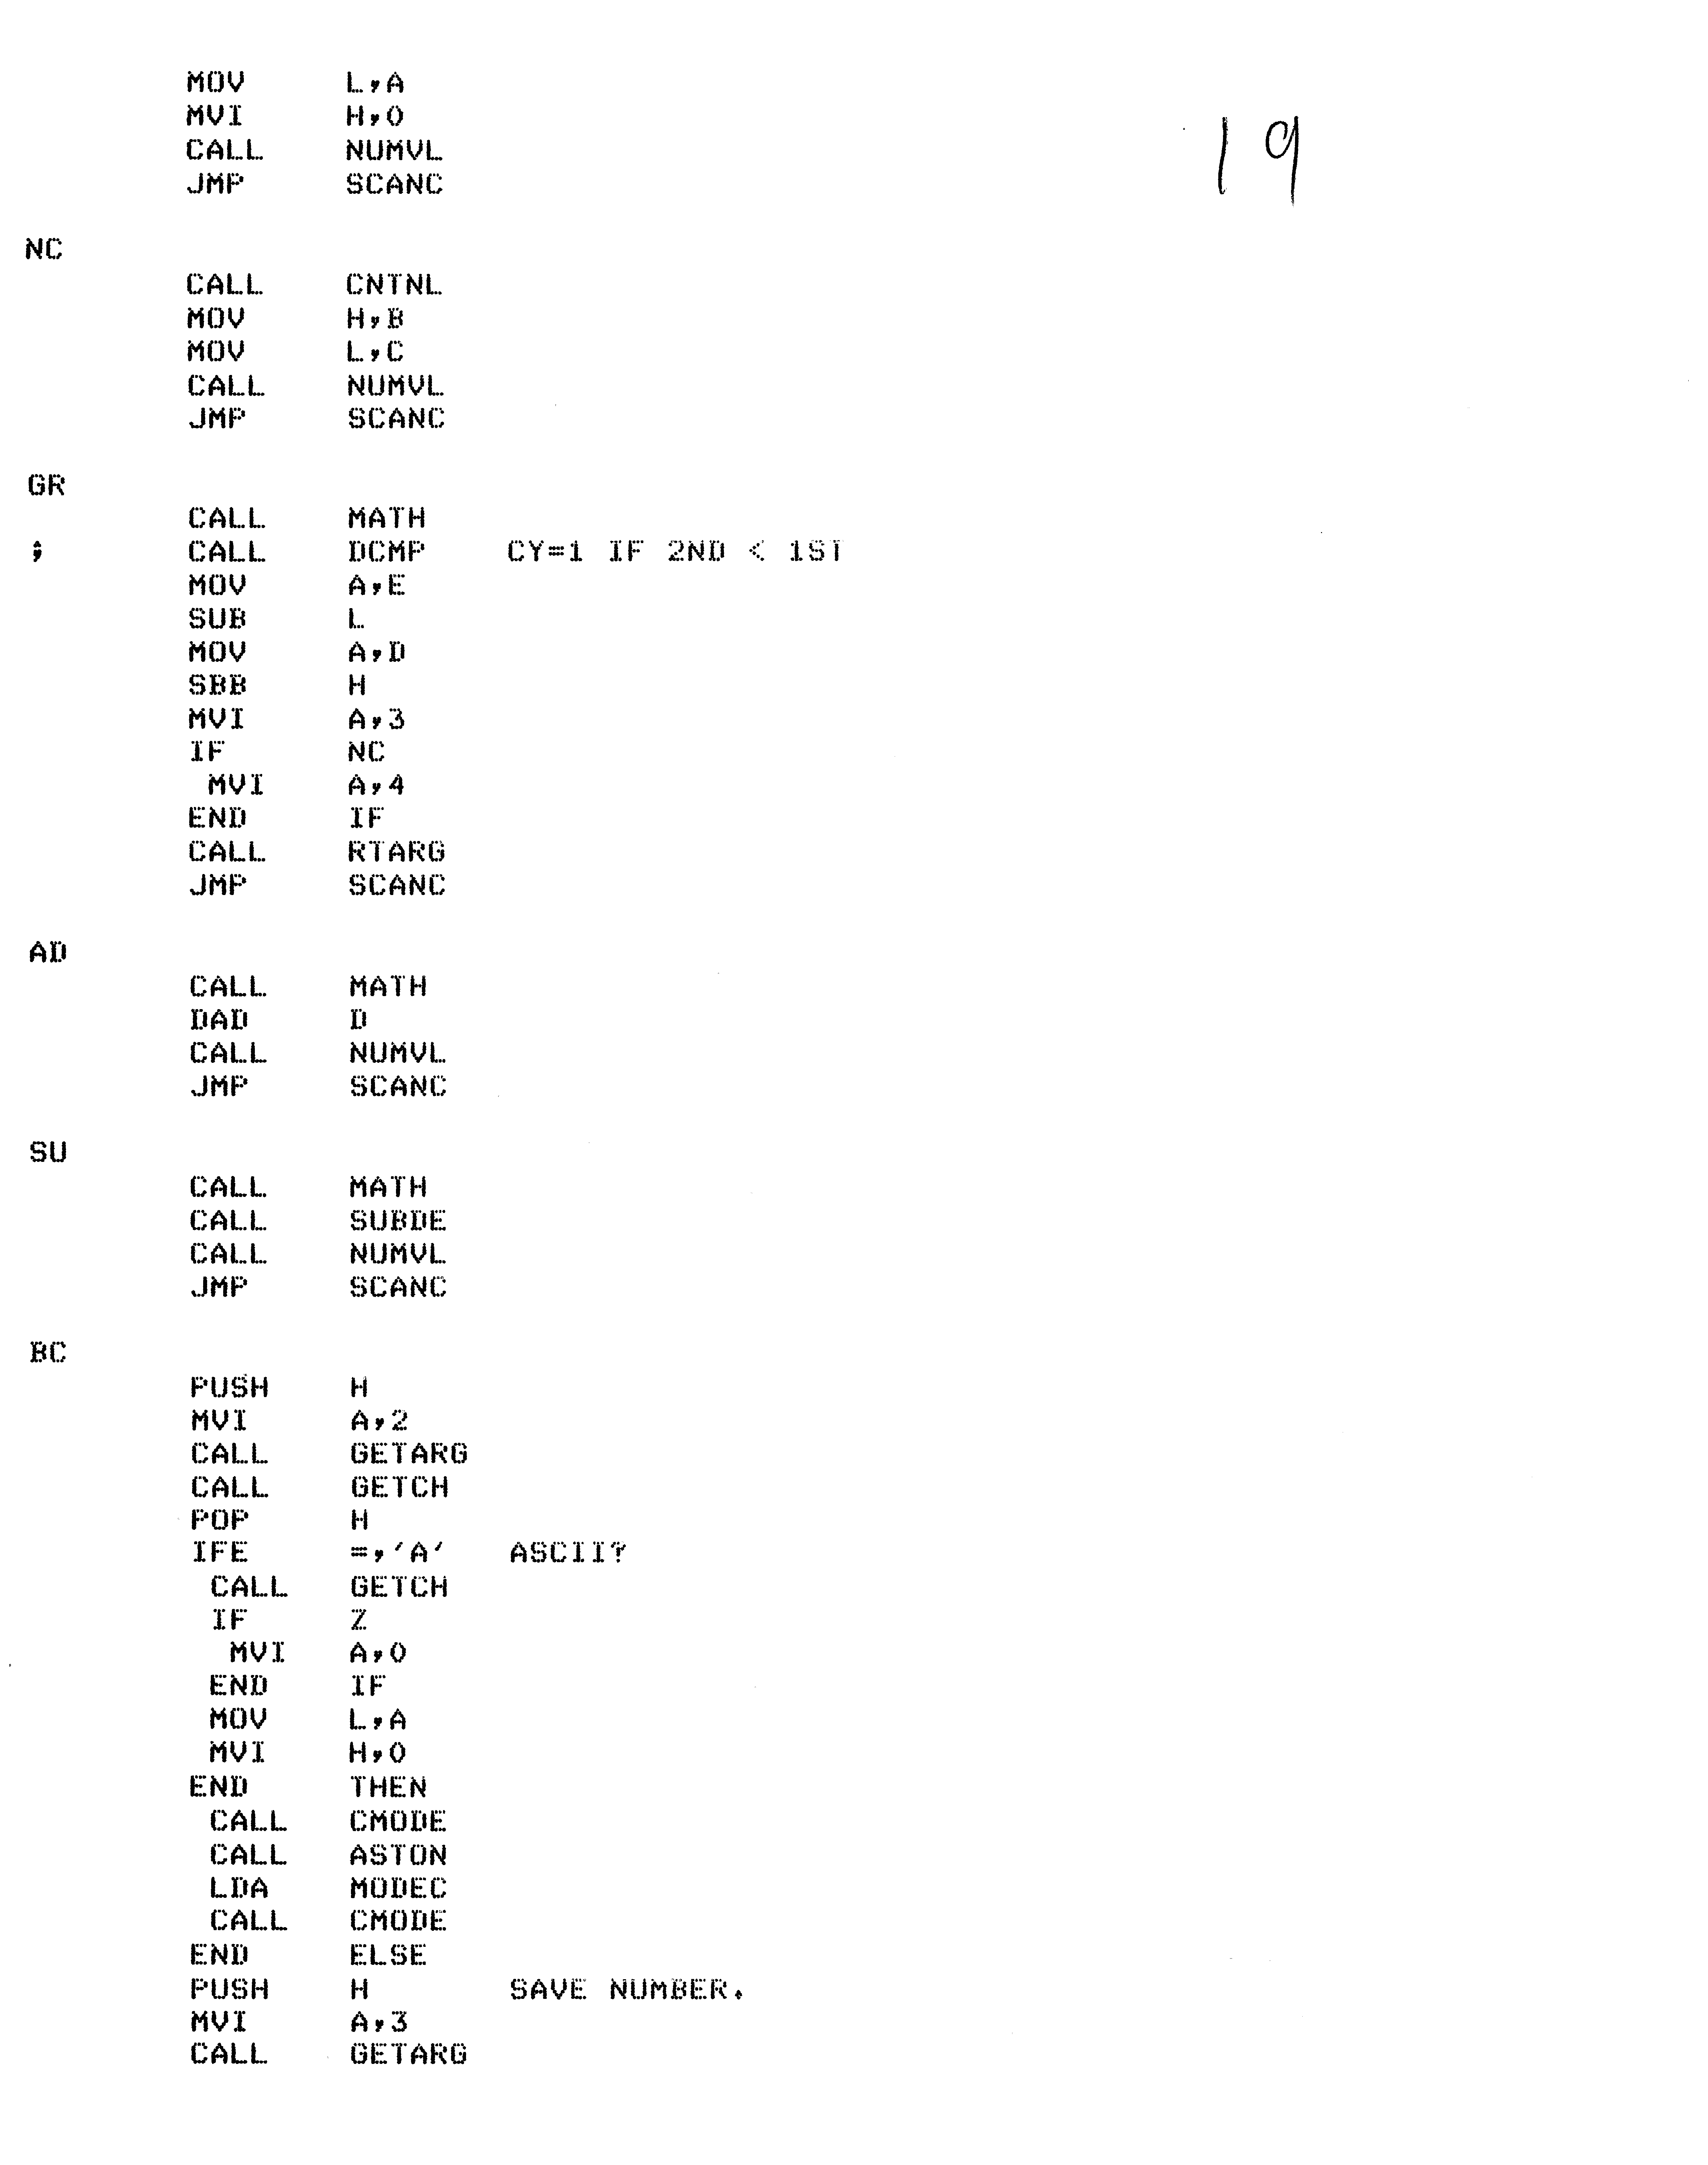 MOV L,A
MVI H,0
CALL NUMVL
JMP SCANC
19
NC
CALL CNTNL
MOV H,B
MOV L,C
CALL NUMVL
JMP SCANC
GR
CALL MATH
; CALL DCMP CY=1 IF 2ND < 1ST
MOV A,E
SUB L
MOV A,D
SBB H
MVI A,3
IF NC
MVI A,4
END IF
CALL RTARG
JMP SCANC
AD
CALL MATH
DAD D
CALL NUMVL
JMP SCANC
SU
CALL MATH
CALL SUBDE
CALL NUMVL
JMP SCANC
BC
PUSH H
MVI A,2
CALL GETARG
CALL GETCH
POP H
IFE =,'A' ASCII?
CALL GETCH
IF Z
MVI A,0
END IF
MOV L,A
MVI H,0
END THEN
CALL CMODE
CALL ASTON
LDA MODEC
CALL CMODE
END ELSE
PUSH H SAVE NUMBER.
MVI A,3
CALL GETARG